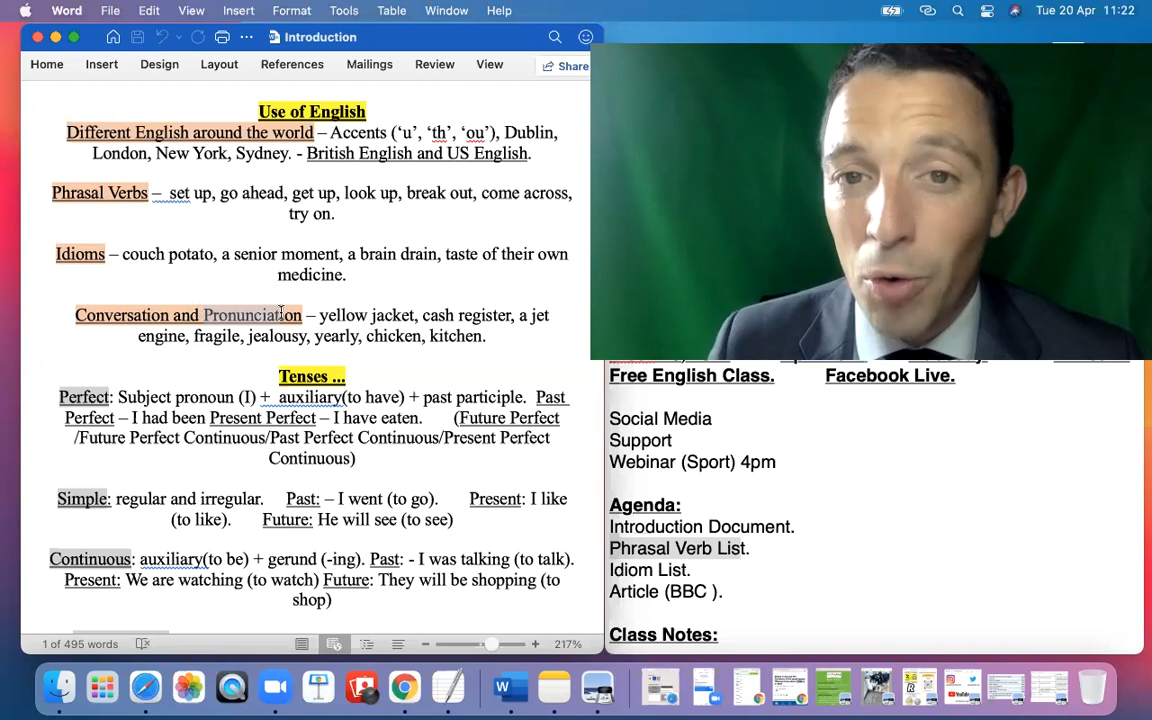 Word File Edit View Insert Format Tools Table Window Help Tue 20 Apr 11:22
Introduction
Home Insert Design Layout References Mailings Review View Share
Use of English
Different English around the world – Accents (‘u’, ‘th’, ‘ou’), Dublin,
London, New York, Sydney. - British English and US English.
Phrasal Verbs – set up, go ahead, get up, look up, break out, come across,
try on.
Idioms – couch potato, a senior moment, a brain drain, taste of their own
medicine.
Conversation and Pronunciation – yellow jacket, cash register, a jet
engine, fragile, jealousy, yearly, chicken, kitchen.
Tenses ...
Perfect: Subject pronoun (I) + auxiliary(to have) + past participle. Past
Perfect – I had been Present Perfect – I have eaten. (Future Perfect
/Future Perfect Continuous/Past Perfect Continuous/Present Perfect
Continuous)
Simple: regular and irregular. Past: – I went (to go). Present: I like
(to like). Future: He will see (to see)
Continuous: auxiliary(to be) + gerund (-ing). Past: - I was talking (to talk).
Present: We are watching (to watch) Future: They will be shopping (to
shop)
1 of 495 words 217%
Free English Class. Facebook Live.
Social Media
Support
Webinar (Sport) 4pm
Agenda:
Introduction Document.
Phrasal Verb List.
Idiom List.
Article (BBC ).
Class Notes: